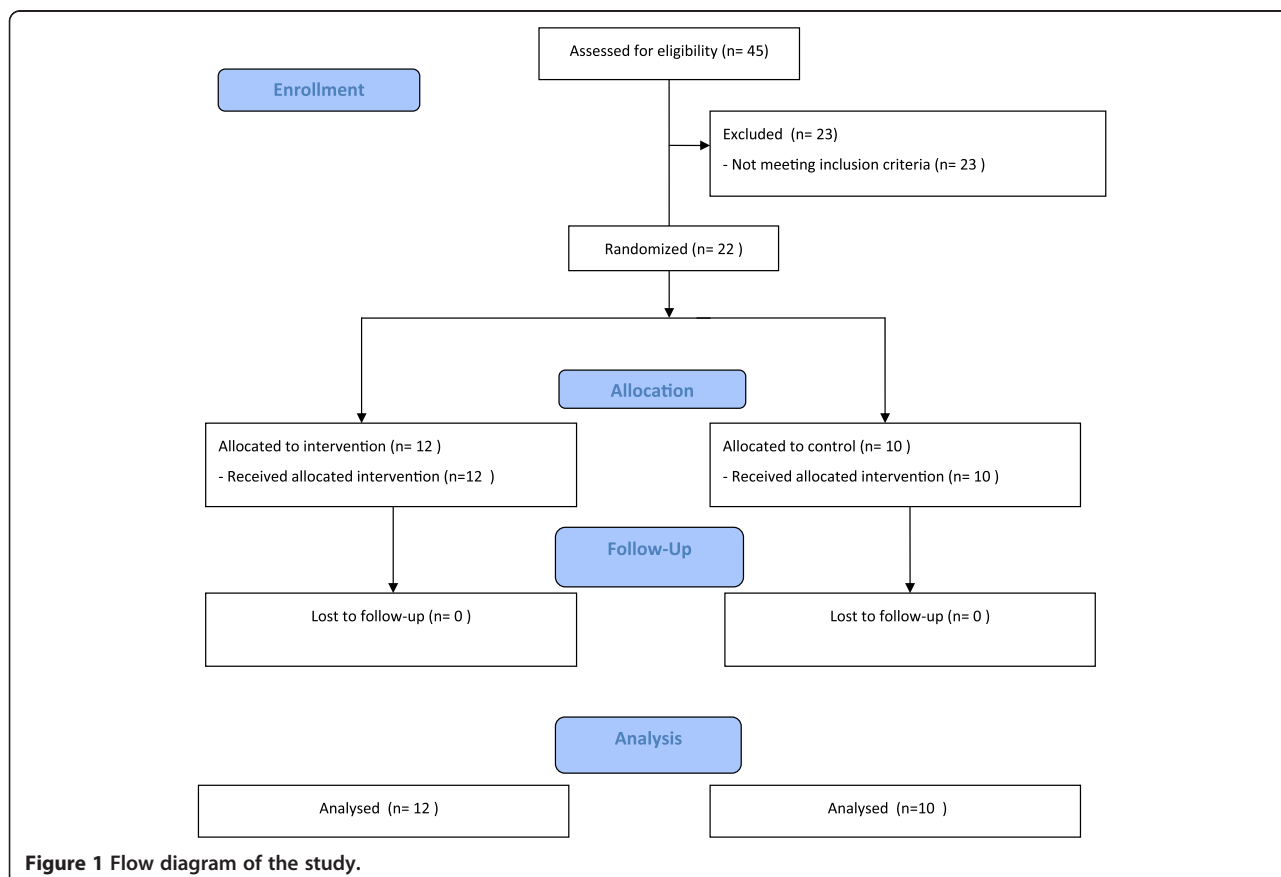 Assessed for eligibility (n= 45)
Enrollment
Excluded (n= 23)
- Not meeting inclusion criteria (n= 23 )
Randomized (n= 22 )
Allocation
Allocated to intervention (n= 12 )
- Received allocated intervention (n=12 )
Allocated to control (n= 10 )
- Received allocated intervention (n= 10 )
Follow-Up
Lost to follow-up (n= 0 )
Lost to follow-up (n= 0 )
Analysis
Analysed (n= 12 )
Analysed (n=10 )
Figure 1 Flow diagram of the study.